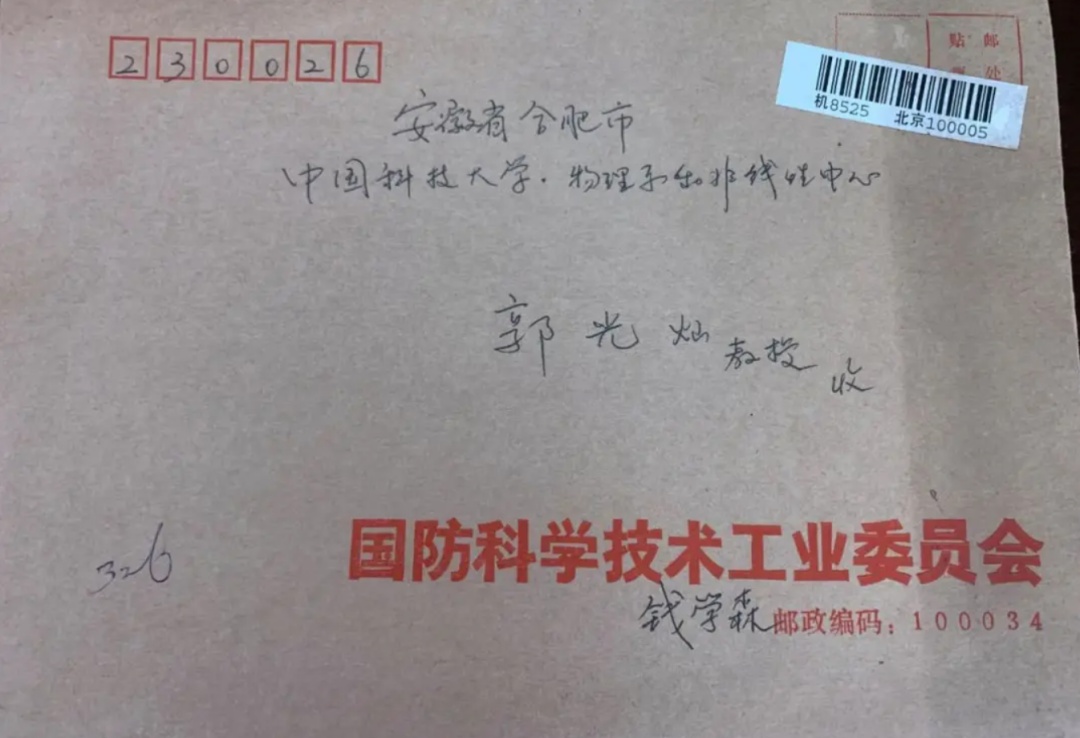 230026
贴 邮
票 处
机8525 北京100005
安徽省合肥市
中国科技大学·物理系和非线性中心
郭光灿教授 收
326
国防科学技术工业委员会
钱学森 邮政编码:100034